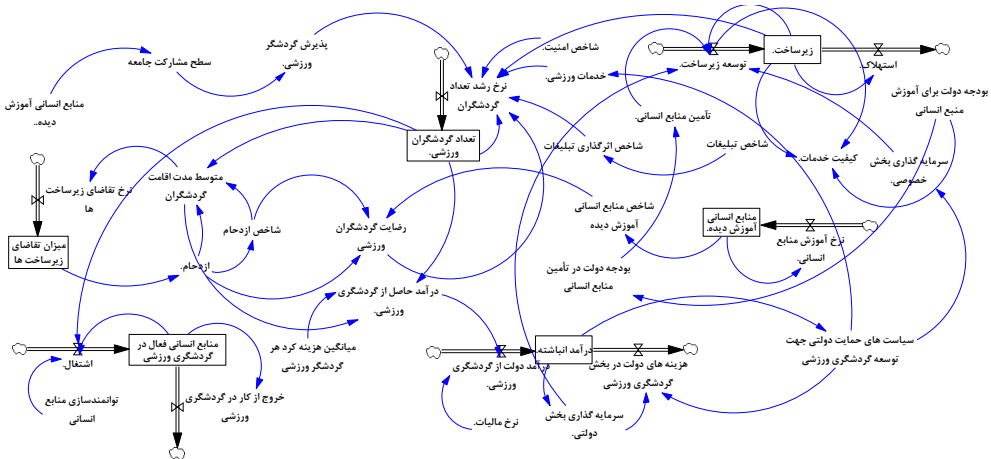 پذیرش گردشگر
ورزشی.
سطح مشارکت جامعه
منابع انسانی آموزش
دیده..
شاخص امنیت.
خدمات ورزشی.
نرخ رشد تعداد
گردشگران
تعداد گردشگران
ورزشی.
توسعه زیرساخت.
زیرساخت.
استهلاک.
بودجه دولت برای آموزش
منبع انسانی
تأمین منابع انسانی.
شاخص اثرگذاری تبلیغات
شاخص تبلیغات
کیفیت خدمات.
سرمایه گذاری بخش
خصوصی.
نرخ تقاضای زیرساخت
ها
میزان تقاضای
زیرساخت ها
متوسط مدت اقامت
گردشگران
شاخص ازدحام
ازدحام.
رضایت گردشگران
ورزشی
شاخص منابع انسانی
آموزش دیده
منابع انسانی
آموزش دیده.
نرخ آموزش منابع
انسانی.
بودجه دولت در تأمین
منابع انسانی
درآمد حاصل از گردشگری
ورزشی.
میانگین هزینه کرد هر
گردشگر ورزشی
منابع انسانی فعال در
گردشگری ورزشی
اشتغال.
توانمندسازی منابع
انسانی
خروج از کار در گردشگری
ورزشی
درآمد دولت از گردشگری
ورزشی.
نرخ مالیات.
درآمد انباشته.
هزینه های دولت در بخش
گردشگری ورزشی
سرمایه گذاری بخش
دولتی.
سیاست های حمایت دولتی جهت
توسعه گردشگری ورزشی